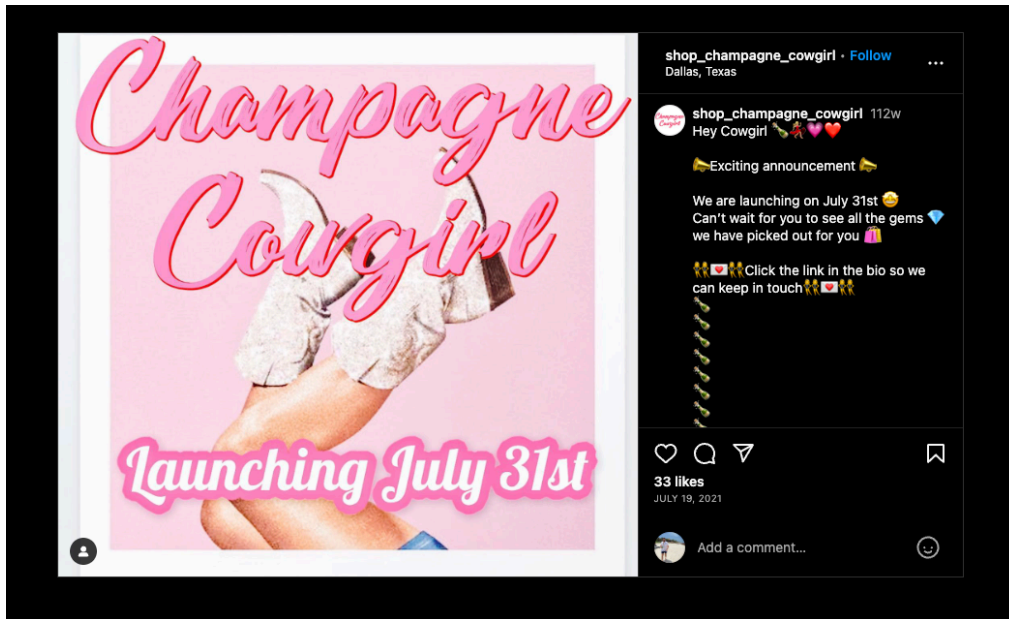 Champagne
Cowgirl
Launching July 31st
shop_champagne_cowgirl · Follow
Dallas, Texas
Champagne
Cowgirl
shop_champagne_cowgirl 112w
Hey Cowgirl 🍾💃🏾💗❤️
📣Exciting announcement 📣
We are launching on July 31st 🤩
Can't wait for you to see all the gems 💎
we have picked out for you 🛍️
👯💌👯Click the link in the bio so we
can keep in touch👯💌👯
🍾
🍾
🍾
🍾
🍾
🍾
🍾
🍾
33 likes
JULY 19, 2021
Add a comment...